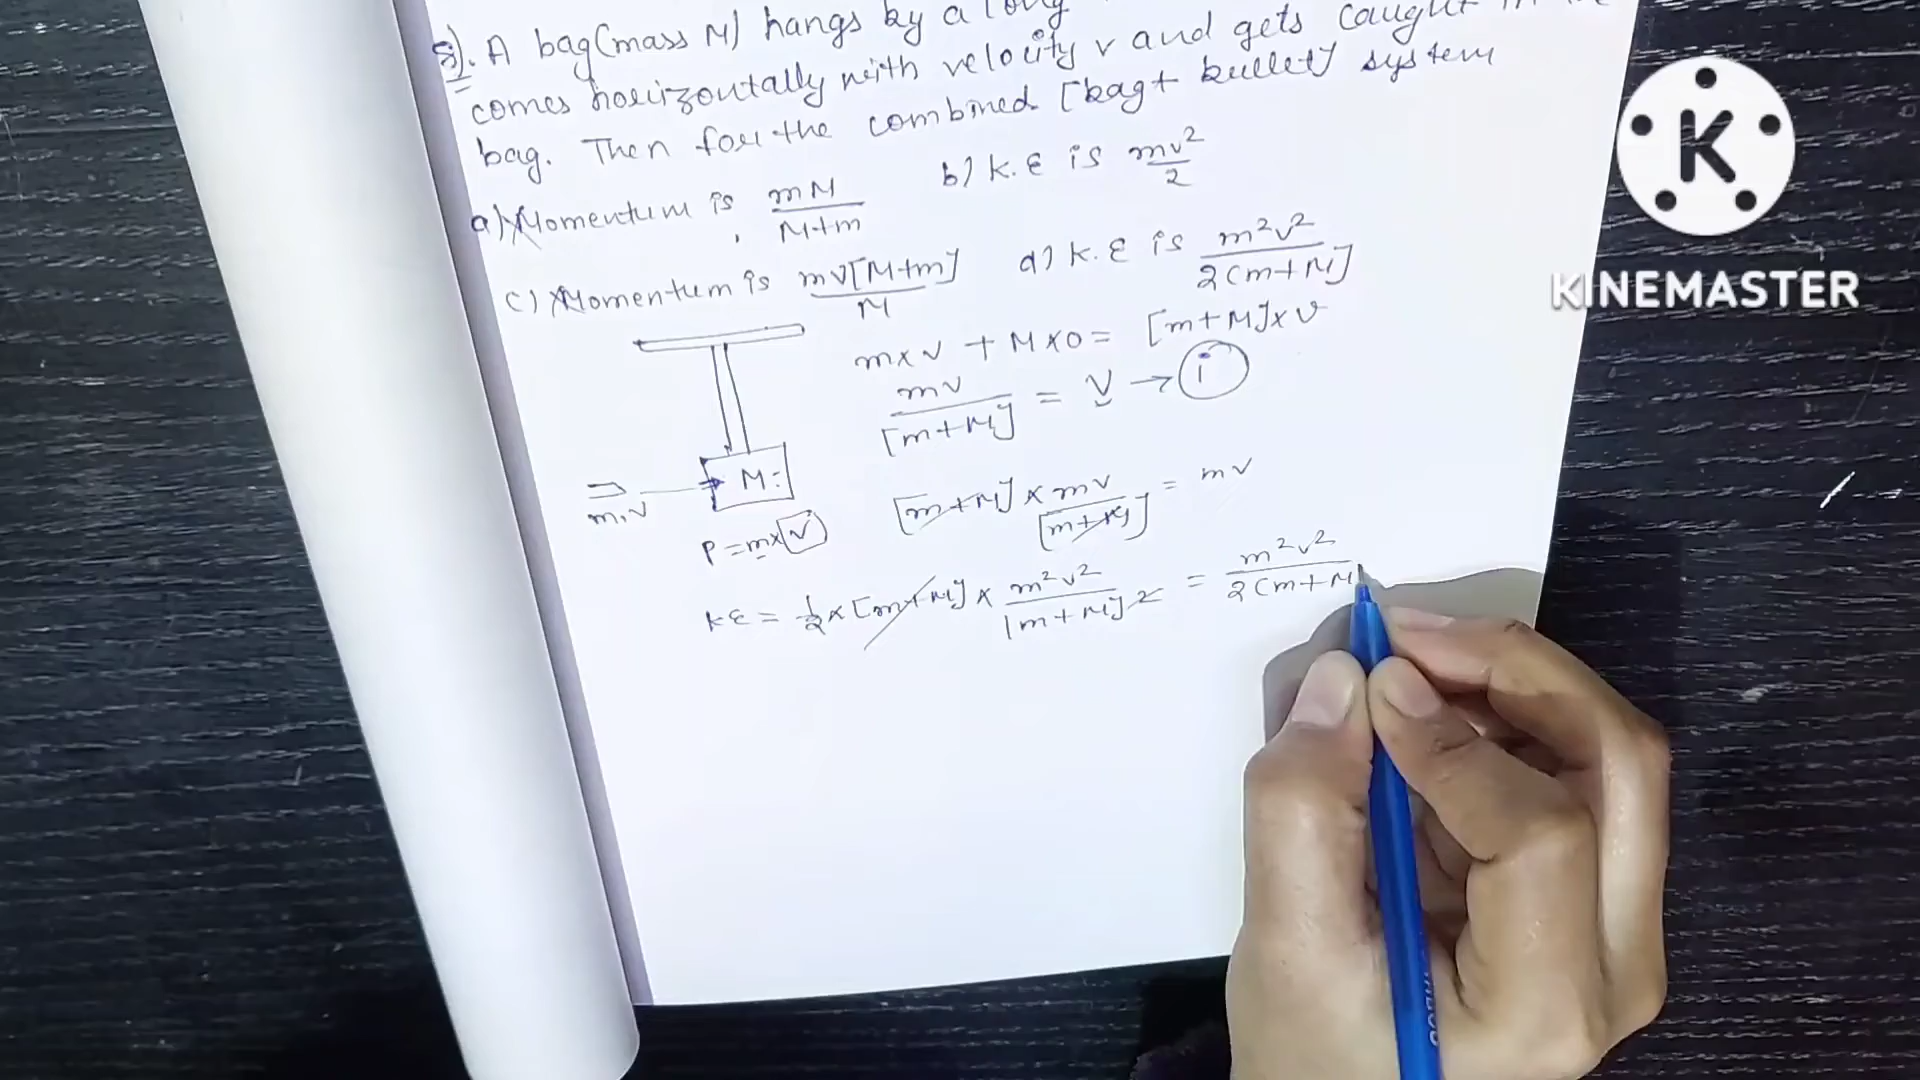 8). A bag(mass M) hangs by a long
comes horizontally with velocity v and gets caught in
bag. Then for the combined [bag + bullet] system
a) Momentum is, mM/M+m b) K.E is mv²/2
c) Momentum is mv[M+m]/M d) K.E is m²v²/2(m+M]
m×v + M×0 = [m+M]×v
mv/[m+M] = V → i
M:
m,v
P = m×v
[m+M] × mv/[m+M] = mv
KE = 1/2 × [m+M] × m²v²/[m+M]2 = m²v²/2(m+M
K
KINEMASTER